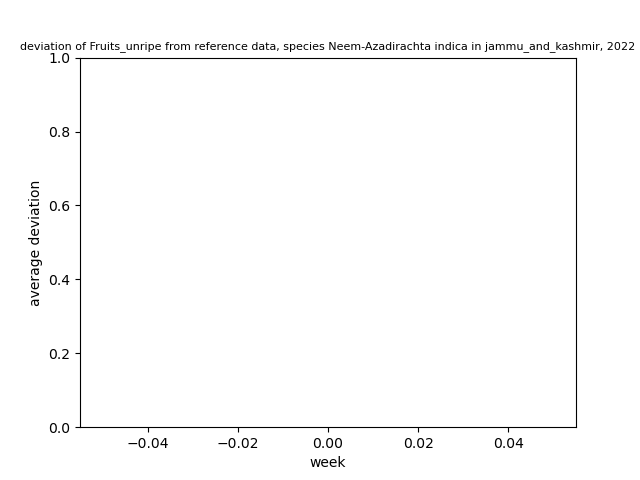 deviation of Fruits_unripe from reference data, species Neem-Azadirachta indica in jammu_and_kashmir, 2022
1.0
0.8
0.6
0.4
0.2
0.0
average deviation
−0.04 −0.02 0.00 0.02 0.04
week